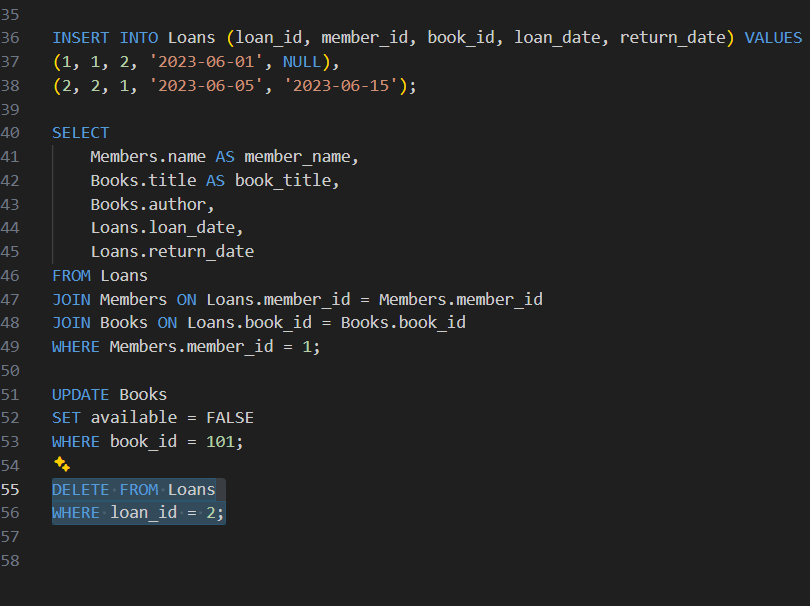 35
36 INSERT INTO Loans (loan_id, member_id, book_id, loan_date, return_date) VALUES
37 (1, 1, 2, '2023-06-01', NULL),
38 (2, 2, 1, '2023-06-05', '2023-06-15');
39
40 SELECT
41     Members.name AS member_name,
42     Books.title AS book_title,
43     Books.author,
44     Loans.loan_date,
45     Loans.return_date
46 FROM Loans
47 JOIN Members ON Loans.member_id = Members.member_id
48 JOIN Books ON Loans.book_id = Books.book_id
49 WHERE Members.member_id = 1;
50
51 UPDATE Books
52 SET available = FALSE
53 WHERE book_id = 101;
54
55 DELETE FROM Loans
56 WHERE loan_id = 2;
57
58